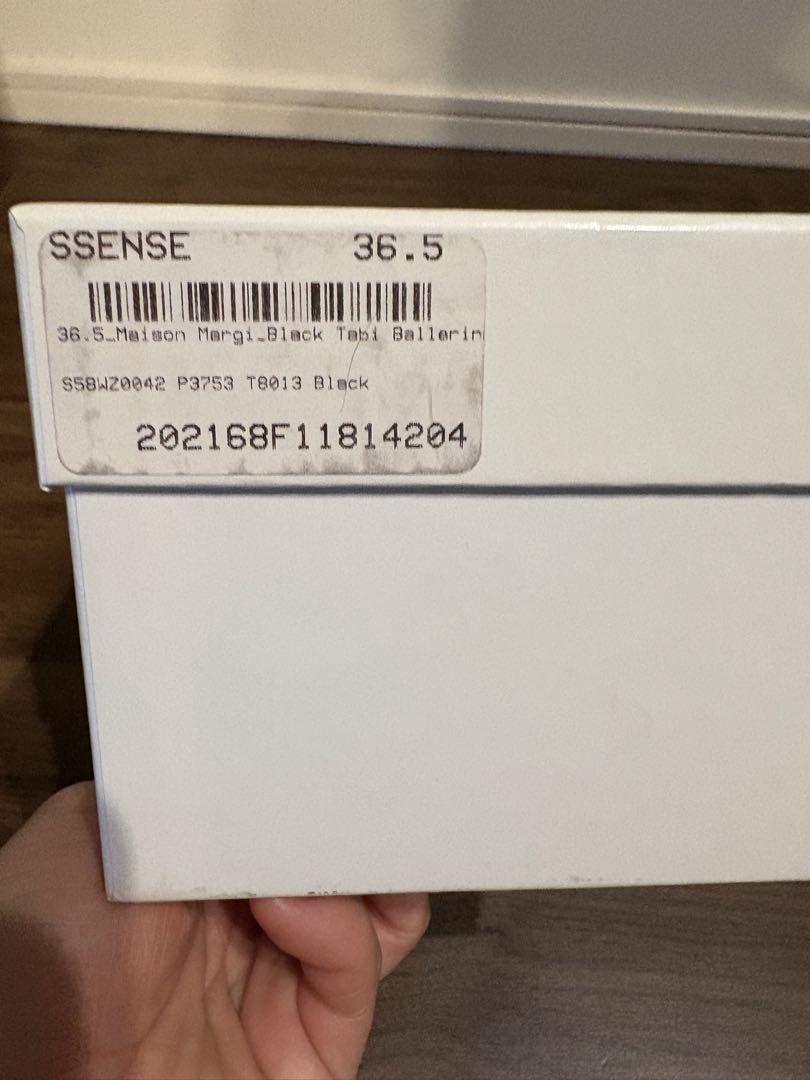 SSENSE 36.5
36.5_Maison Margi_Black Tabi Ballerin
S58WZ0042 P3753 T8013 Black
202168F11814204